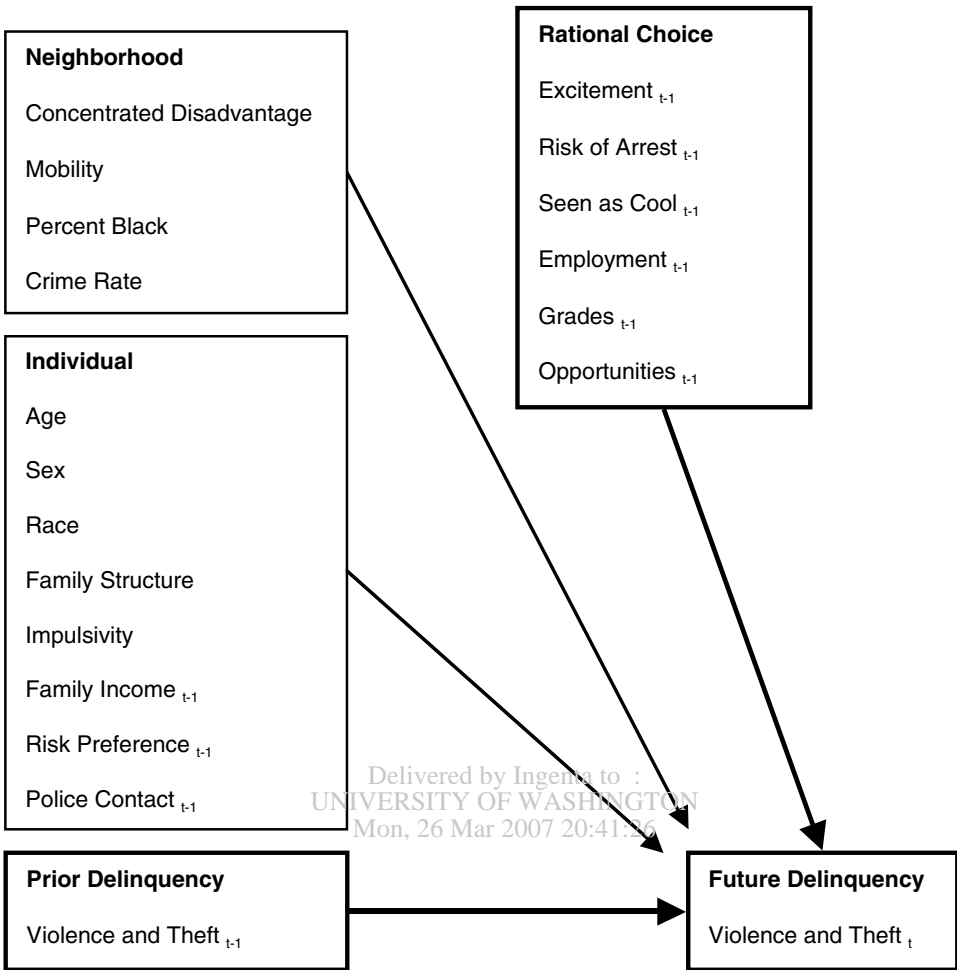 Neighborhood
Concentrated Disadvantage
Mobility
Percent Black
Crime Rate
Rational Choice
Excitement t-1
Risk of Arrest t-1
Seen as Cool t-1
Employment t-1
Grades t-1
Opportunities t-1
Individual
Age
Sex
Race
Family Structure
Impulsivity
Family Income t-1
Risk Preference t-1
Police Contact t-1
Delivered by Ingenta to :
UNIVERSITY OF WASHINGTON
Mon, 26 Mar 2007 20:41:26
Prior Delinquency
Violence and Theft t-1
Future Delinquency
Violence and Theft t